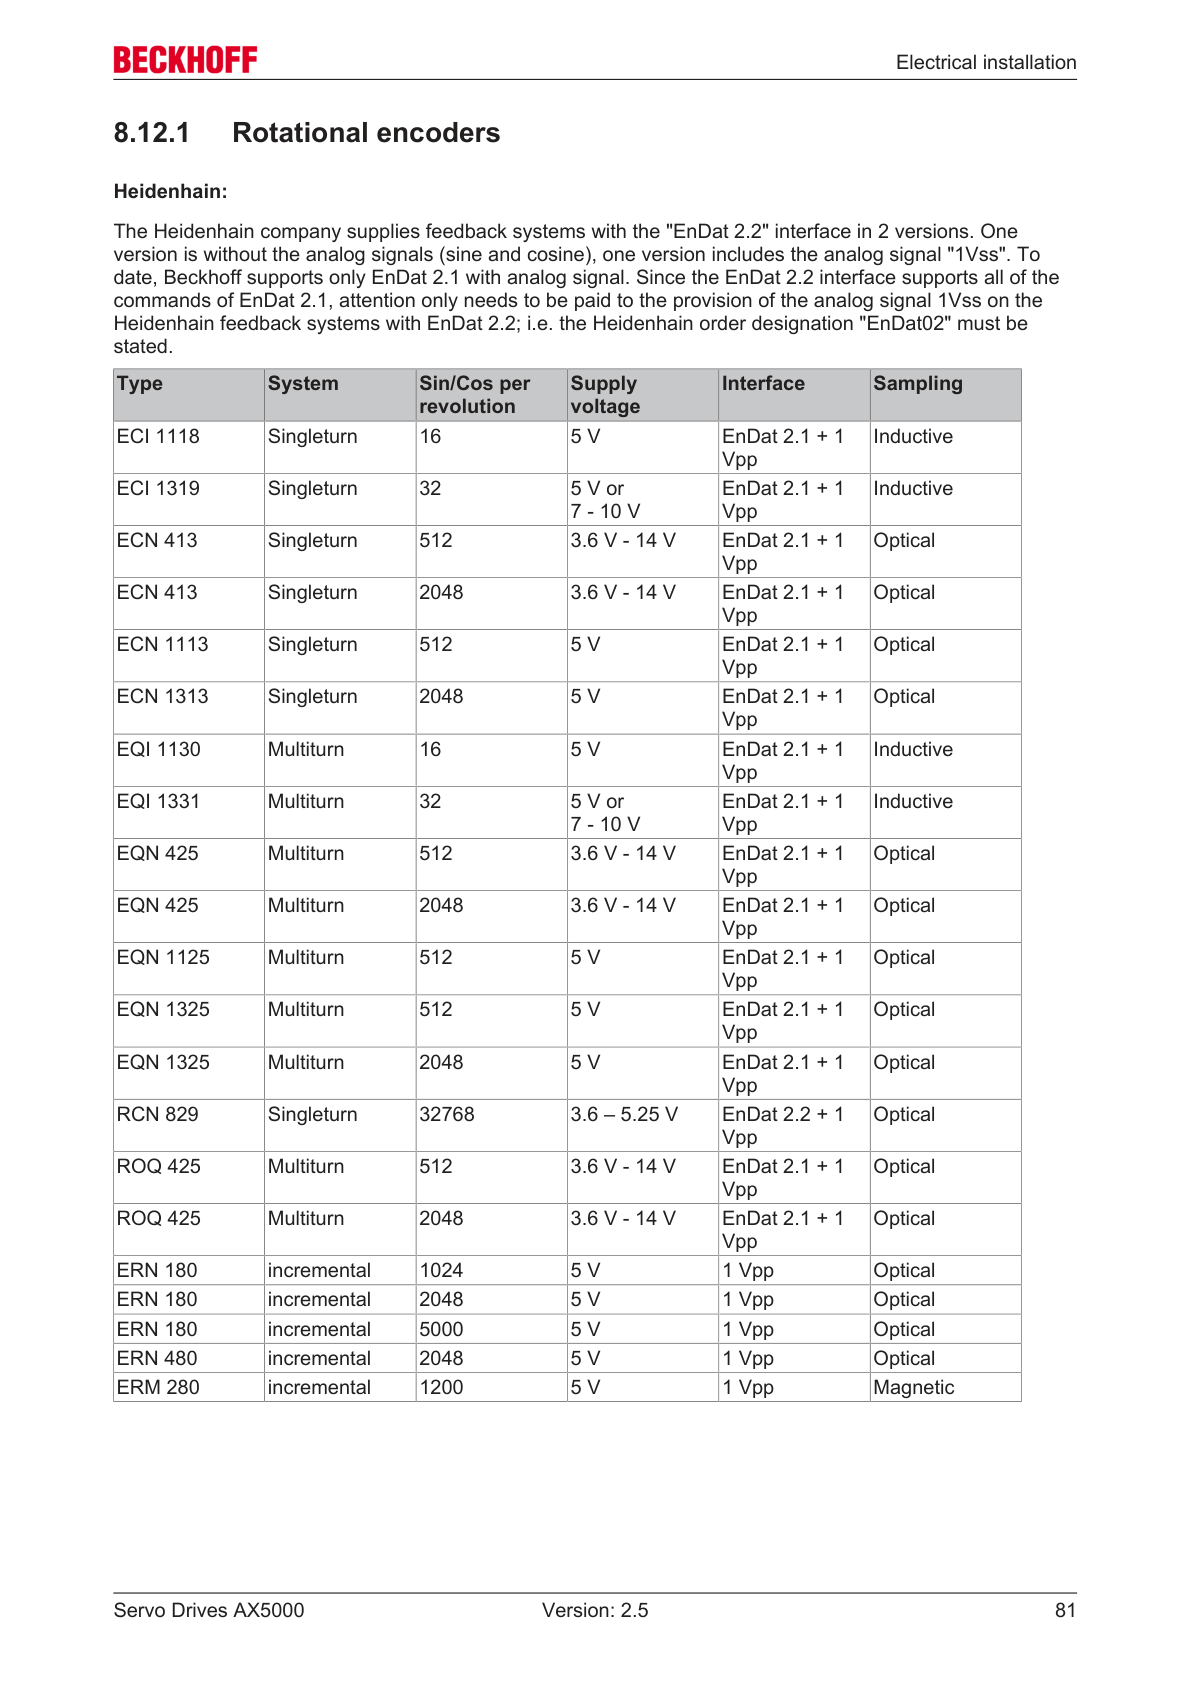 BECKHOFF
Electrical installation
8.12.1 Rotational encoders
Heidenhain:
The Heidenhain company supplies feedback systems with the "EnDat 2.2" interface in 2 versions. One
version is without the analog signals (sine and cosine), one version includes the analog signal "1Vss". To
date, Beckhoff supports only EnDat 2.1 with analog signal. Since the EnDat 2.2 interface supports all of the
commands of EnDat 2.1, attention only needs to be paid to the provision of the analog signal 1Vss on the
Heidenhain feedback systems with EnDat 2.2; i.e. the Heidenhain order designation "EnDat02" must be
stated.
Type System Sin/Cos per Supply Interface Sampling
revolution voltage
ECI 1118 Singleturn 16 5 V EnDat 2.1 + 1 Inductive
Vpp
ECI 1319 Singleturn 32 5 V or EnDat 2.1 + 1 Inductive
7 - 10 V Vpp
ECN 413 Singleturn 512 3.6 V - 14 V EnDat 2.1 + 1 Optical
Vpp
ECN 413 Singleturn 2048 3.6 V - 14 V EnDat 2.1 + 1 Optical
Vpp
ECN 1113 Singleturn 512 5 V EnDat 2.1 + 1 Optical
Vpp
ECN 1313 Singleturn 2048 5 V EnDat 2.1 + 1 Optical
Vpp
EQI 1130 Multiturn 16 5 V EnDat 2.1 + 1 Inductive
Vpp
EQI 1331 Multiturn 32 5 V or EnDat 2.1 + 1 Inductive
7 - 10 V Vpp
EQN 425 Multiturn 512 3.6 V - 14 V EnDat 2.1 + 1 Optical
Vpp
EQN 425 Multiturn 2048 3.6 V - 14 V EnDat 2.1 + 1 Optical
Vpp
EQN 1125 Multiturn 512 5 V EnDat 2.1 + 1 Optical
Vpp
EQN 1325 Multiturn 512 5 V EnDat 2.1 + 1 Optical
Vpp
EQN 1325 Multiturn 2048 5 V EnDat 2.1 + 1 Optical
Vpp
RCN 829 Singleturn 32768 3.6 – 5.25 V EnDat 2.2 + 1 Optical
Vpp
ROQ 425 Multiturn 512 3.6 V - 14 V EnDat 2.1 + 1 Optical
Vpp
ROQ 425 Multiturn 2048 3.6 V - 14 V EnDat 2.1 + 1 Optical
Vpp
ERN 180 incremental 1024 5 V 1 Vpp Optical
ERN 180 incremental 2048 5 V 1 Vpp Optical
ERN 180 incremental 5000 5 V 1 Vpp Optical
ERN 480 incremental 2048 5 V 1 Vpp Optical
ERM 280 incremental 1200 5 V 1 Vpp Magnetic
Servo Drives AX5000 Version: 2.5 81